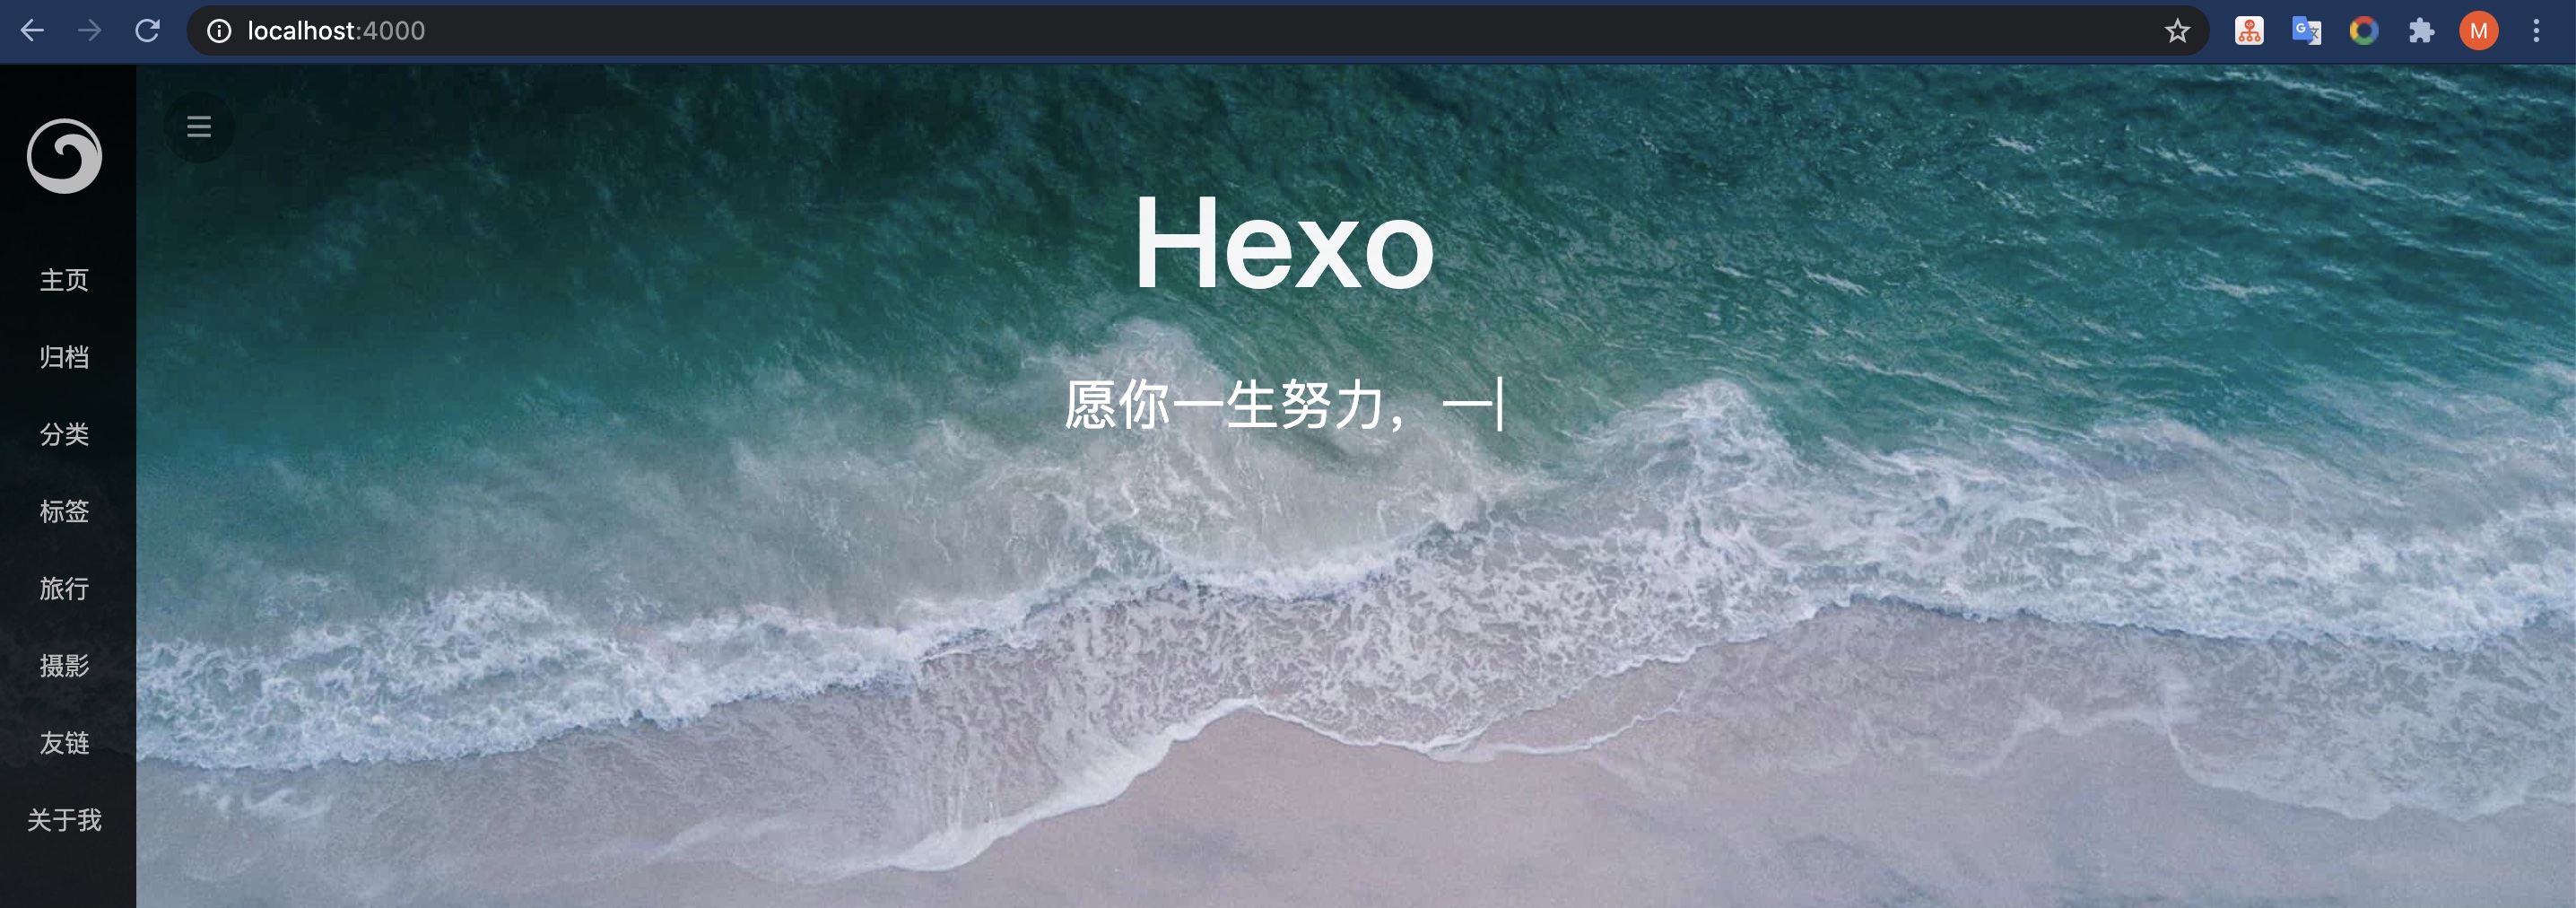 localhost:4000
M
Hexo
愿你一生努力，一
主页
归档
分类
标签
旅行
摄影
友链
关于我